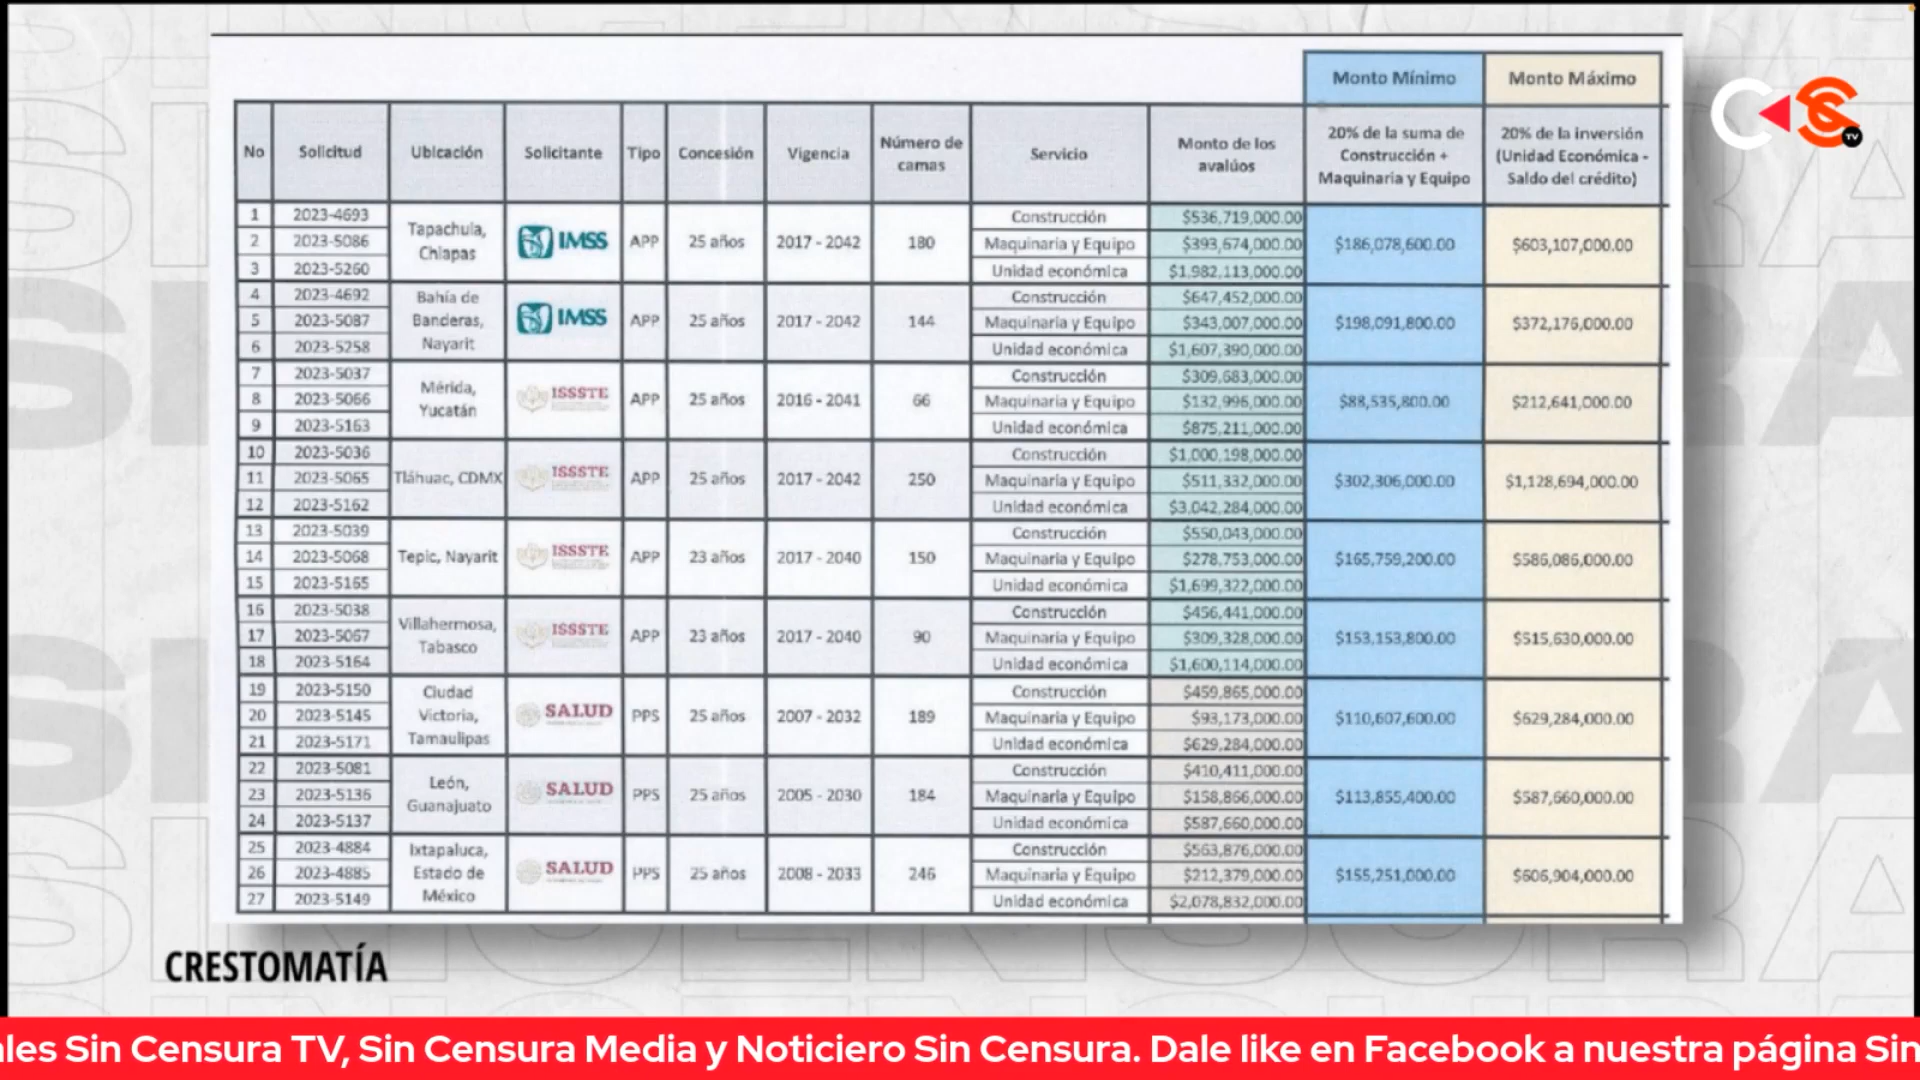 Monto Mínimo Monto Máximo
No Solicitud Ubicación Solicitante Tipo Concesión Vigencia Número de camas Servicio Monto de los avalúos 20% de la suma de Construcción + Maquinaria y Equipo 20% de la inversión (Unidad Económica - Saldo del crédito)
1 2023-4693 Tapachula, Chiapas IMSS APP 25 años 2017 - 2042 180 Construcción $536,719,000.00 $186,078,600.00 $603,107,000.00
2 2023-5086 Maquinaria y Equipo $393,674,000.00
3 2023-5260 Unidad económica $1,982,113,000.00
4 2023-4692 Bahía de Banderas, Nayarit IMSS APP 25 años 2017 - 2042 144 Construcción $647,452,000.00 $198,091,800.00 $372,176,000.00
5 2023-5087 Maquinaria y Equipo $343,007,000.00
6 2023-5258 Unidad económica $1,607,390,000.00
7 2023-5037 Mérida, Yucatán ISSSTE APP 25 años 2016 - 2041 66 Construcción $309,683,000.00 $88,535,800.00 $212,641,000.00
8 2023-5066 Maquinaria y Equipo $132,996,000.00
9 2023-5163 Unidad económica $875,211,000.00
10 2023-5036 Tláhuac, CDMX ISSSTE APP 25 años 2017 - 2042 250 Construcción $1,000,198,000.00 $302,306,000.00 $1,128,694,000.00
11 2023-5065 Maquinaria y Equipo $511,332,000.00
12 2023-5162 Unidad económica $3,042,284,000.00
13 2023-5039 Tepic, Nayarit ISSSTE APP 23 años 2017 - 2040 150 Construcción $550,043,000.00 $165,759,200.00 $586,086,000.00
14 2023-5068 Maquinaria y Equipo $278,753,000.00
15 2023-5165 Unidad económica $1,699,322,000.00
16 2023-5038 Villahermosa, Tabasco ISSSTE APP 23 años 2017 - 2040 90 Construcción $456,441,000.00 $153,153,800.00 $515,630,000.00
17 2023-5067 Maquinaria y Equipo $309,328,000.00
18 2023-5164 Unidad económica $1,600,114,000.00
19 2023-5150 Ciudad Victoria, Tamaulipas SALUD PPS 25 años 2007 - 2032 189 Construcción $459,865,000.00 $110,607,600.00 $629,284,000.00
20 2023-5145 Maquinaria y Equipo $93,173,000.00
21 2023-5171 Unidad económica $629,284,000.00
22 2023-5081 León, Guanajuato SALUD PPS 25 años 2005 - 2030 184 Construcción $410,411,000.00 $113,855,400.00 $587,660,000.00
23 2023-5136 Maquinaria y Equipo $158,866,000.00
24 2023-5137 Unidad económica $587,660,000.00
25 2023-4884 Ixtapaluca, Estado de México SALUD PPS 25 años 2008 - 2033 246 Construcción $563,876,000.00 $155,251,000.00 $606,904,000.00
26 2023-4885 Maquinaria y Equipo $212,379,000.00
27 2023-5149 Unidad económica $2,078,832,000.00
CRESTOMATÍA
ales Sin Censura TV, Sin Censura Media y Noticiero Sin Censura. Dale like en Facebook a nuestra página Sin